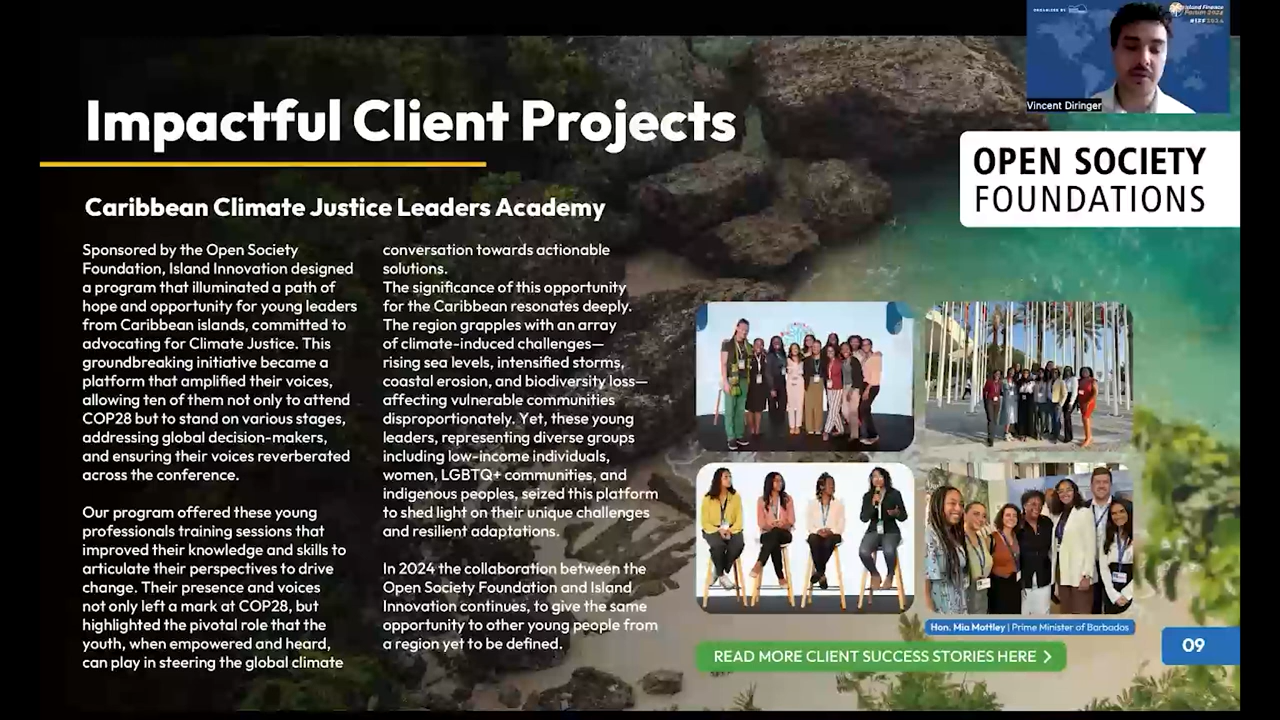 ORGANIZED BY
Island Finance
Forum 2024
#IFF2024
Vincent Diringer
Impactful Client Projects
OPEN SOCIETY
FOUNDATIONS
Caribbean Climate Justice Leaders Academy
Sponsored by the Open Society
Foundation, Island Innovation designed
a program that illuminated a path of
hope and opportunity for young leaders
from Caribbean islands, committed to
advocating for Climate Justice. This
groundbreaking initiative became a
platform that amplified their voices,
allowing ten of them not only to attend
COP28 but to stand on various stages,
addressing global decision-makers,
and ensuring their voices reverberated
across the conference.
Our program offered these young
professionals training sessions that
improved their knowledge and skills to
articulate their perspectives to drive
change. Their presence and voices
not only left a mark at COP28, but
highlighted the pivotal role that the
youth, when empowered and heard,
can play in steering the global climate
conversation towards actionable
solutions.
The significance of this opportunity
for the Caribbean resonates deeply.
The region grapples with an array
of climate-induced challenges—
rising sea levels, intensified storms,
coastal erosion, and biodiversity loss—
affecting vulnerable communities
disproportionately. Yet, these young
leaders, representing diverse groups
including low-income individuals,
women, LGBTQ+ communities, and
indigenous peoples, seized this platform
to shed light on their unique challenges
and resilient adaptations.
In 2024 the collaboration between the
Open Society Foundation and Island
Innovation continues, to give the same
opportunity to other young people from
a region yet to be defined.
Hon. Mia Mottley | Prime Minister of Barbados
READ MORE CLIENT SUCCESS STORIES HERE
09